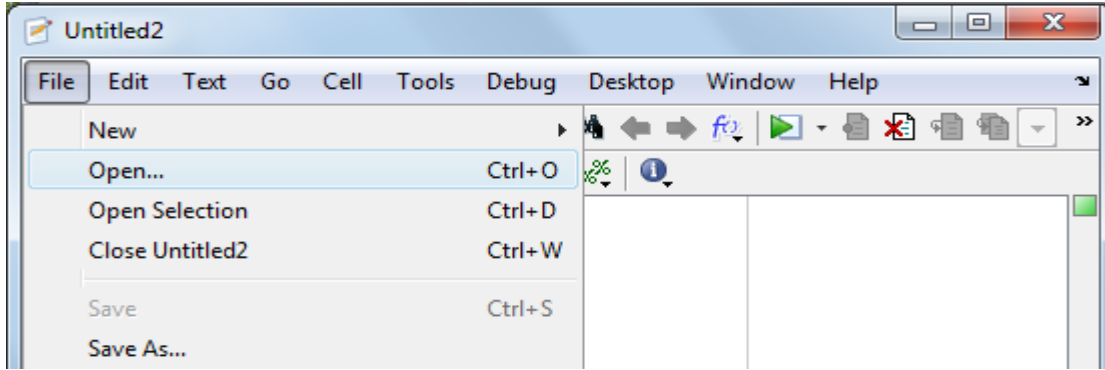 Untitled2
File Edit Text Go Cell Tools Debug Desktop Window Help
New
Open... Ctrl+O
Open Selection Ctrl+D
Close Untitled2 Ctrl+W
Save Ctrl+S
Save As...